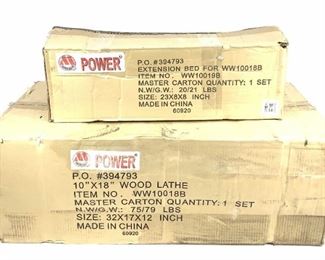 POWER
P.O. #394793
EXTENSION BED FOR WW10018B
ITEM NO. WW10019B
MASTER CARTON QUANTITY: 1 SET
N.W/G.W.: 20/21 LBS
SIZE: 23X8X8 INCH
MADE IN CHINA
60920
POWER
P.O. #394793
10"X18" WOOD LATHE
ITEM NO. WW10018B
MASTER CARTON QUANTITY: 1 SET
N.W./G.W.: 75/79 LBS
SIZE: 32X17X12 INCH
MADE IN CHINA
60920